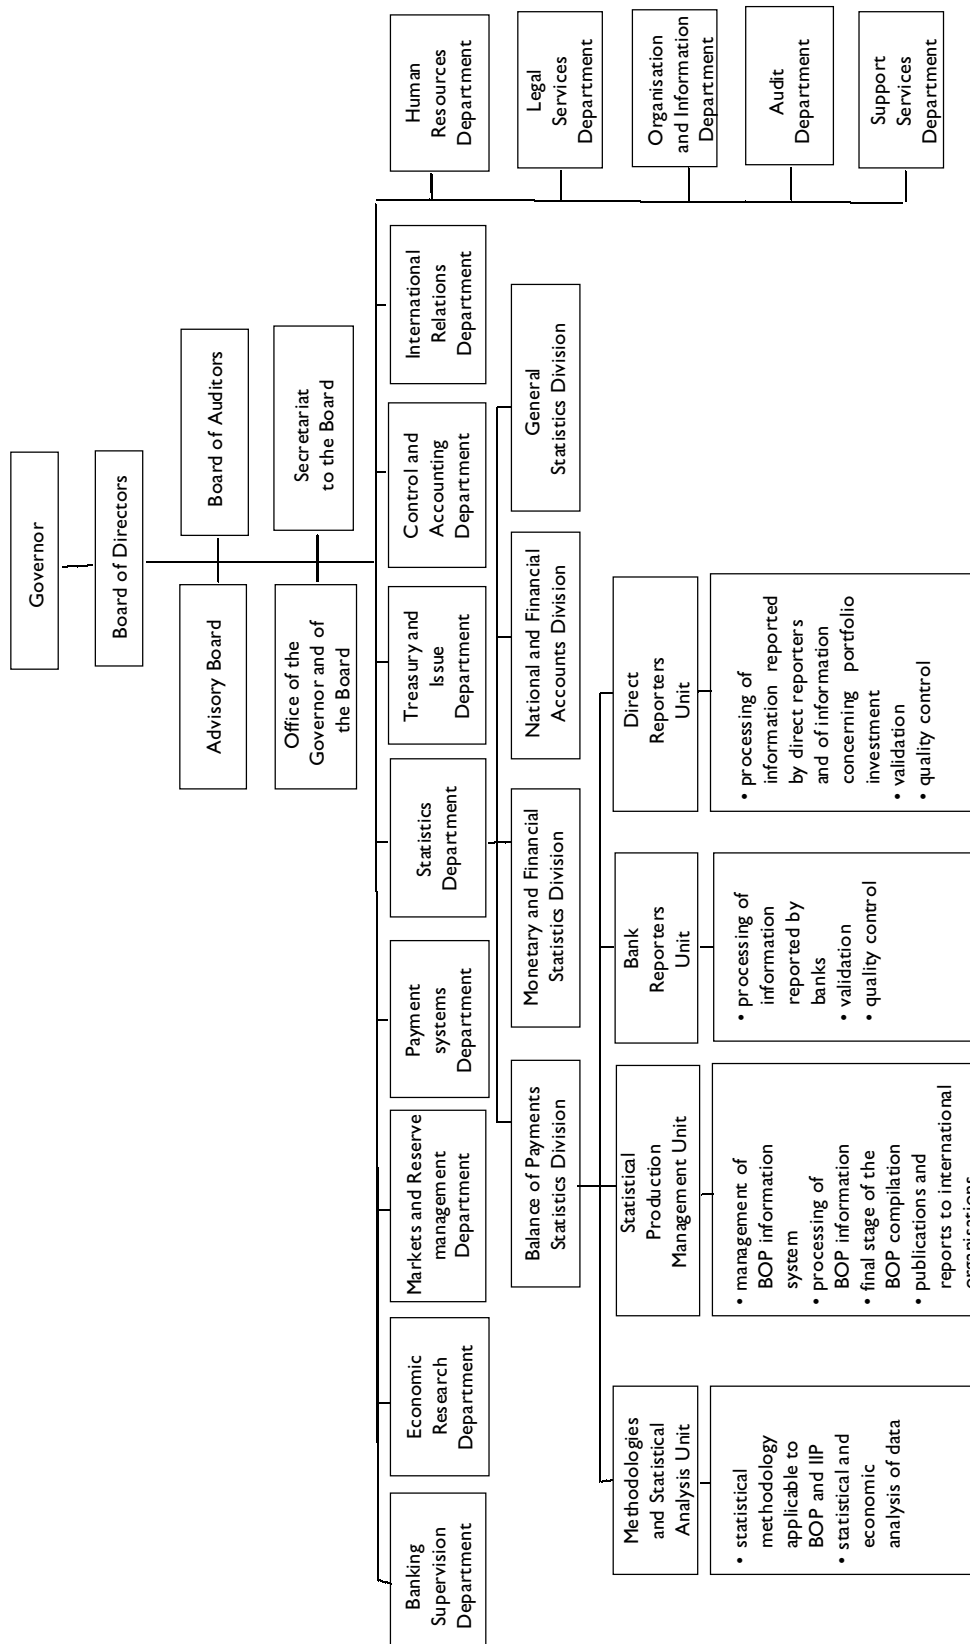 Governor
Board of Directors
Advisory Board
Board of Auditors
Office of the
Governor and of
the Board
Secretariat
to the Board
Banking
Supervision
Department
Economic
Research
Department
Markets and Reserve
management
Department
Payment
systems
Department
Statistics
Department
Treasury and
Issue
Department
Control and
Accounting
Department
International
Relations
Department
Human
Resources
Department
Legal
Services
Department
Organisation
and Information
Department
Audit
Department
Support
Services
Department
Balance of Payments
Statistics Division
Monetary and Financial
Statistics Division
National and Financial
Accounts Division
General
Statistics Division
Methodologies
and Statistical
Analysis Unit
Statistical
Production
Management Unit
Bank
Reporters
Unit
Direct
Reporters
Unit
• statistical
methodology
applicable to
BOP and IIP
• statistical and
economic
analysis of data
• management of
BOP information
system
• processing of
BOP information
• final stage of the
BOP compilation
• publications and
reports to international
organisations
• processing of
information
reported by
banks
• validation
• quality control
• processing of
information reported
by direct reporters
and of information
concerning portfolio
investment
• validation
• quality control